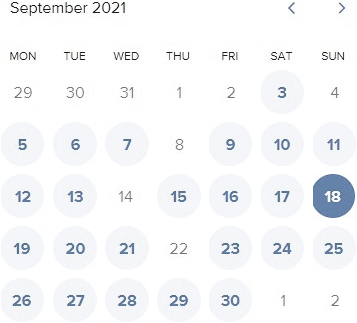 September 2021
MON TUE WED THU FRI SAT SUN
29 30 31 1 2 3 4
5 6 7 8 9 10 11
12 13 14 15 16 17 18
19 20 21 22 23 24 25
26 27 28 29 30 1 2